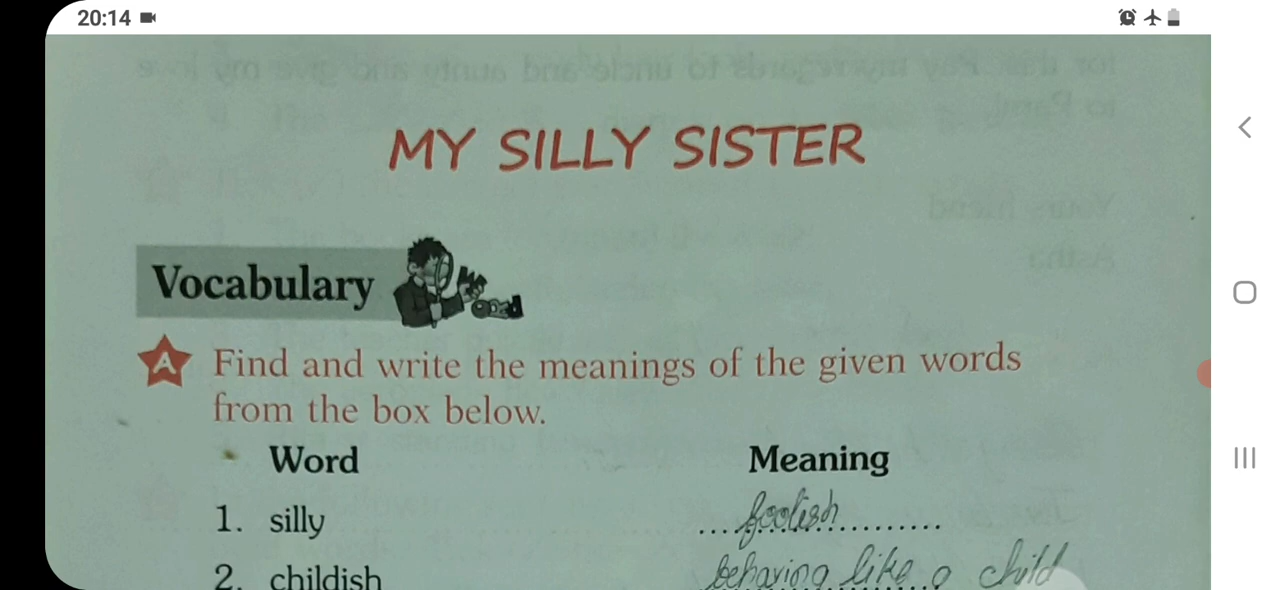 20:14
MY SILLY SISTER
Vocabulary
A Find and write the meanings of the given words
from the box below.
Word Meaning
1. silly foolish
2. childish behaving like a child